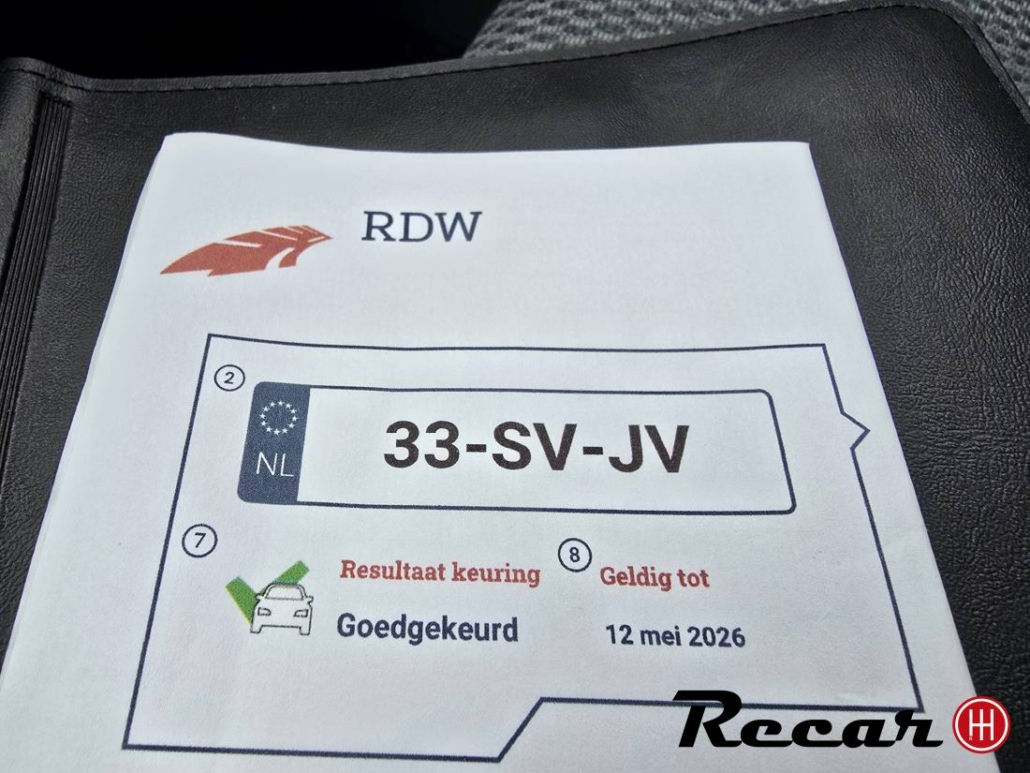 RDW
2
NL
33-SV-JV
7
Resultaat keuring
Goedgekeurd
8
Geldig tot
12 mei 2026
Recar